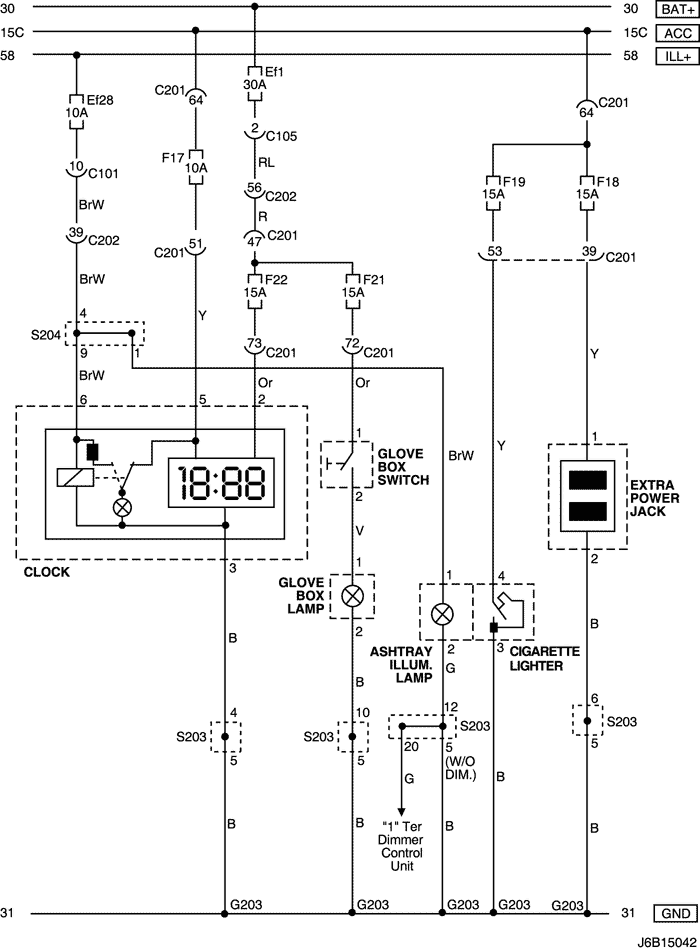 30 30 BAT+
15C 15C ACC
58 58 ILL+
Ef28
10A
C201
64
Ef1
30A
C201
64
2
C105
RL
F17
10A
10
C101
BrW
56
C202
R
F19
15A
F18
15A
39
C202
51
C201
C201
47
53
39
C201
BrW
F22
15A
F21
15A
Y
4
S204
9
1
73
C201
72
C201
Y
BrW
Or
Or
6
5
2
1
GLOVE
BOX
SWITCH
2
BrW
Y
1
EXTRA
POWER
JACK
2
18:88
CLOCK
3
V
1
GLOVE
BOX
LAMP
2
1
4
ASHTRAY
ILLUM.
LAMP
2
G
3
CIGARETTE
LIGHTER
B
B
B
4
S203
5
10
S203
5
12
S203
20
5
(W/O
DIM.)
6
S203
5
G
B
"1" Ter
Dimmer
Control
Unit
B
B
B
B
31 G203 G203 G203 G203 G203 31 GND
J6B15042